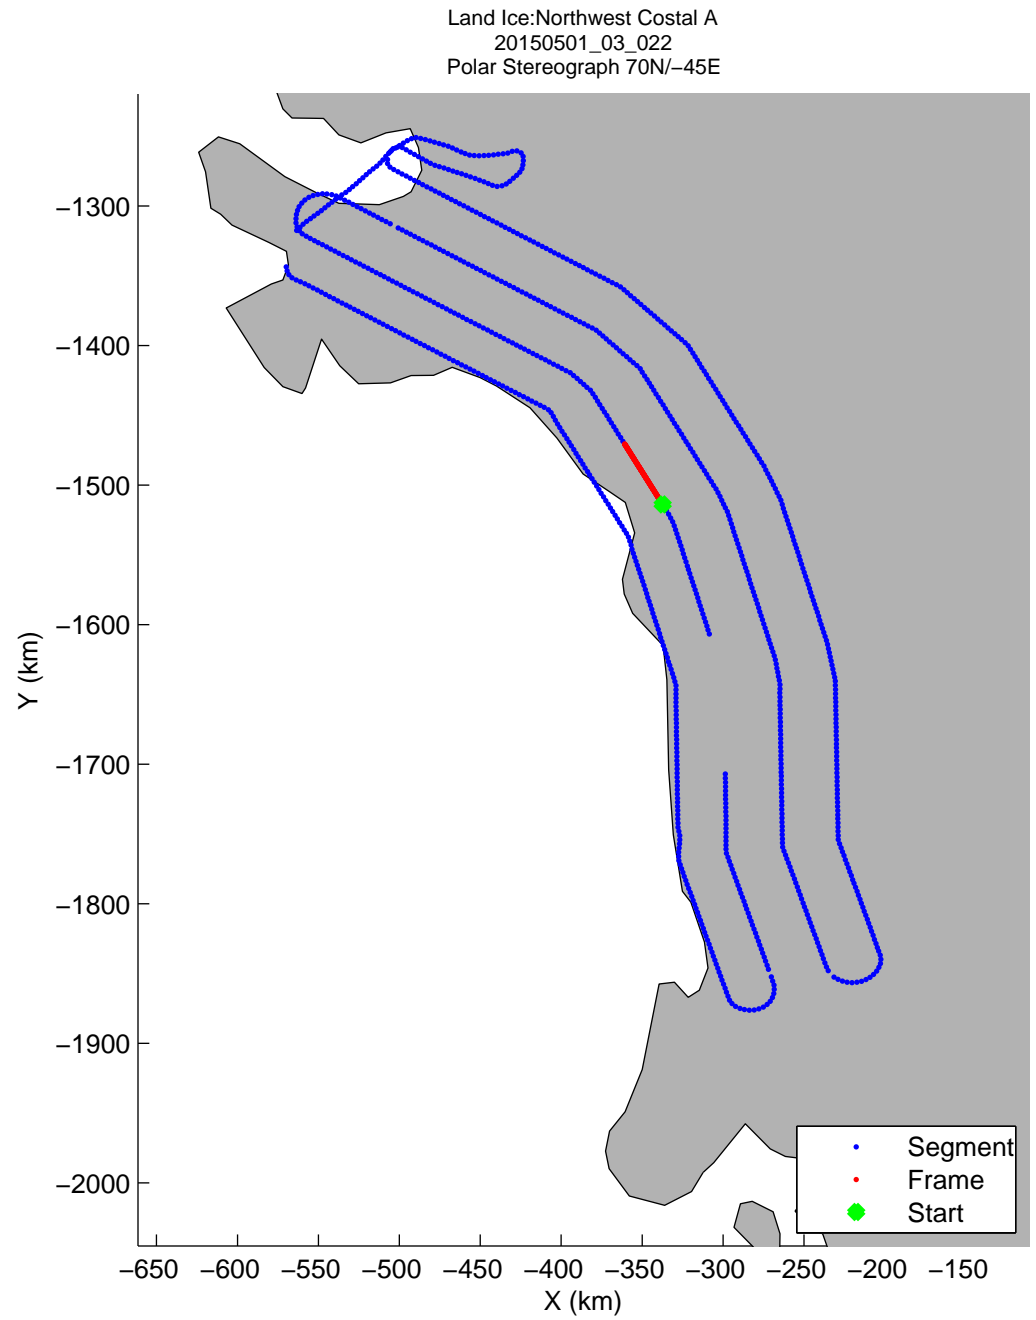 Land Ice:Northwest Costal A
20150501_03_022
Polar Stereograph 70N/−45E
−1300
−1400
−1500
−1600
−1700
−1800
−1900
−2000
Y (km)
Segment
Frame
Start
−650 −600 −550 −500 −450 −400 −350 −300 −250 −200 −150
X (km)